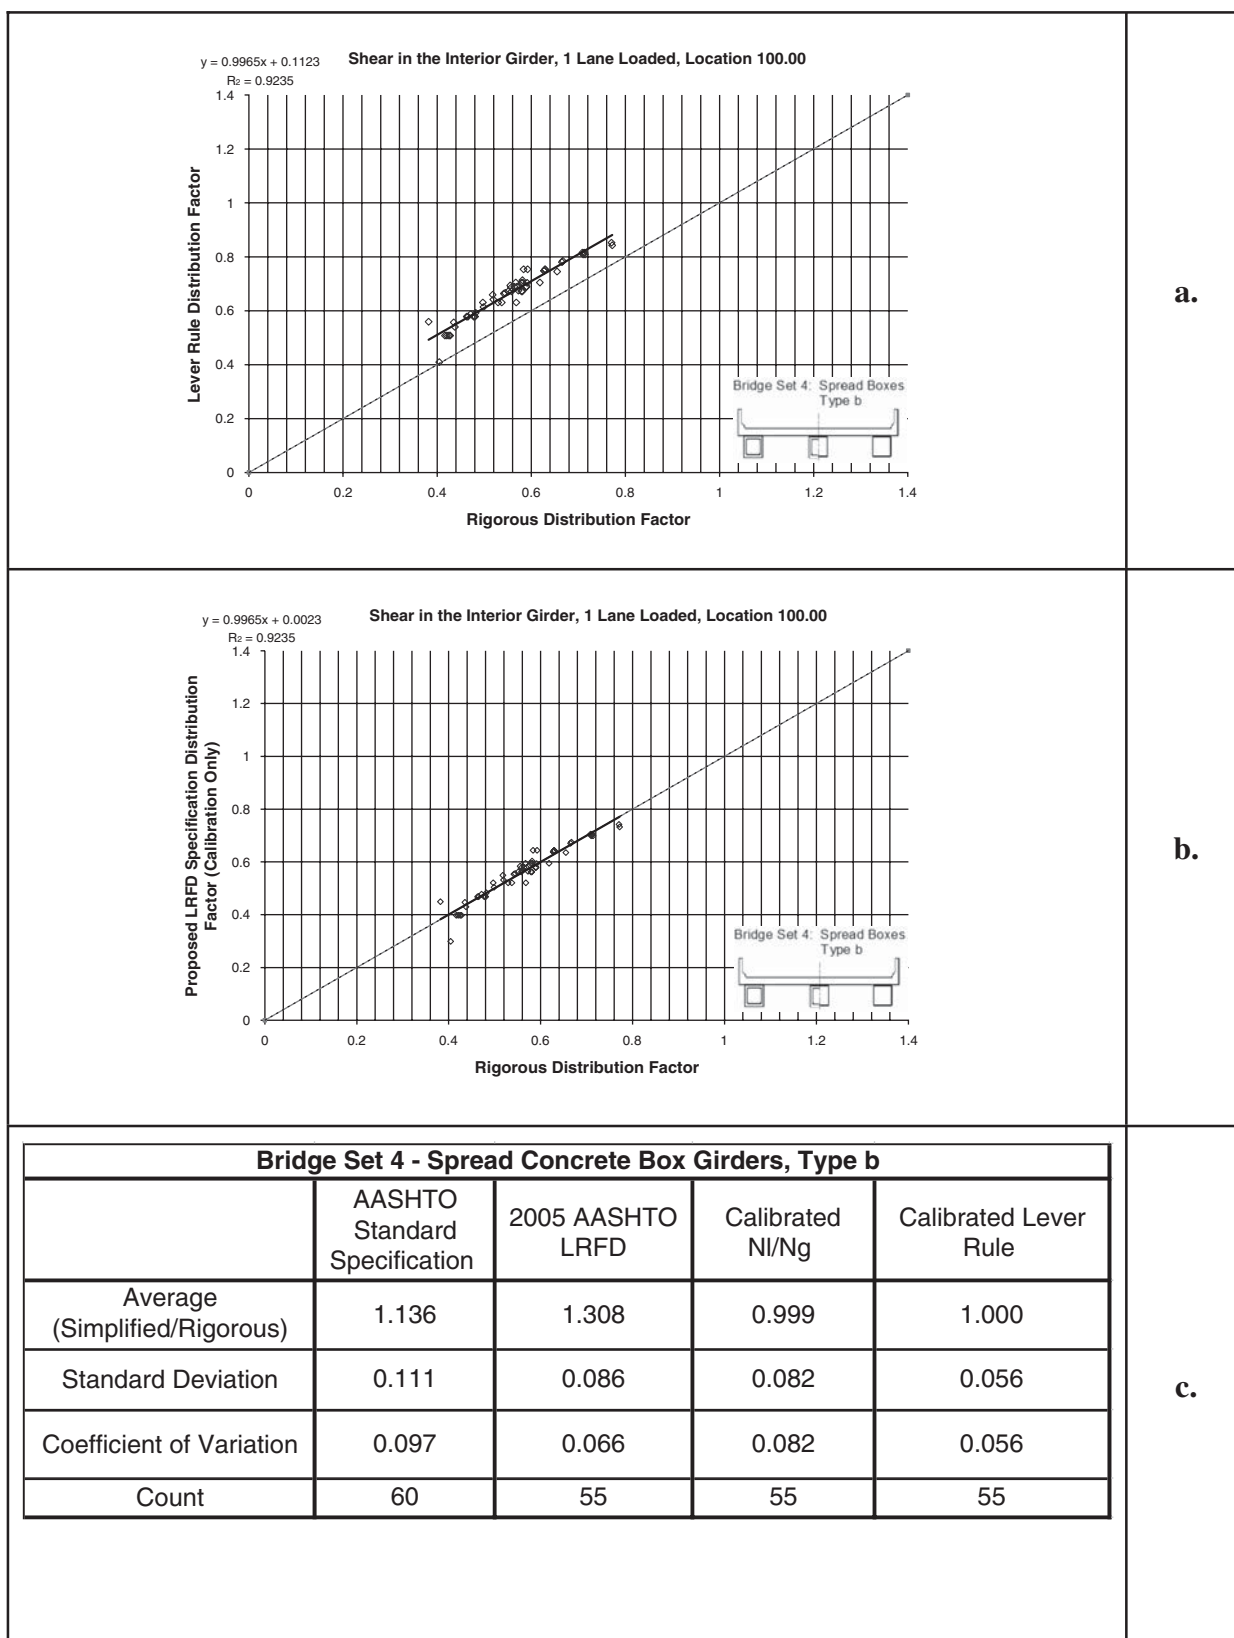 y = 0.9965x + 0.1123
R2 = 0.9235
Shear in the Interior Girder, 1 Lane Loaded, Location 100.00
Lever Rule Distribution Factor
1.4
1.2
1
0.8
0.6
0.4
0.2
0
0 0.2 0.4 0.6 0.8 1 1.2 1.4
Rigorous Distribution Factor
Bridge Set 4: Spread Boxes
Type b
a.
y = 0.9965x + 0.0023
R2 = 0.9235
Shear in the Interior Girder, 1 Lane Loaded, Location 100.00
Proposed LRFD Specification Distribution
Factor (Calibration Only)
1.4
1.2
1
0.8
0.6
0.4
0.2
0
0 0.2 0.4 0.6 0.8 1 1.2 1.4
Rigorous Distribution Factor
Bridge Set 4: Spread Boxes
Type b
b.
Bridge Set 4 - Spread Concrete Box Girders, Type b
AASHTO
Standard
Specification
2005 AASHTO
LRFD
Calibrated
Nl/Ng
Calibrated Lever
Rule
Average
(Simplified/Rigorous)
1.136 1.308 0.999 1.000
Standard Deviation 0.111 0.086 0.082 0.056
Coefficient of Variation 0.097 0.066 0.082 0.056
Count 60 55 55 55
c.